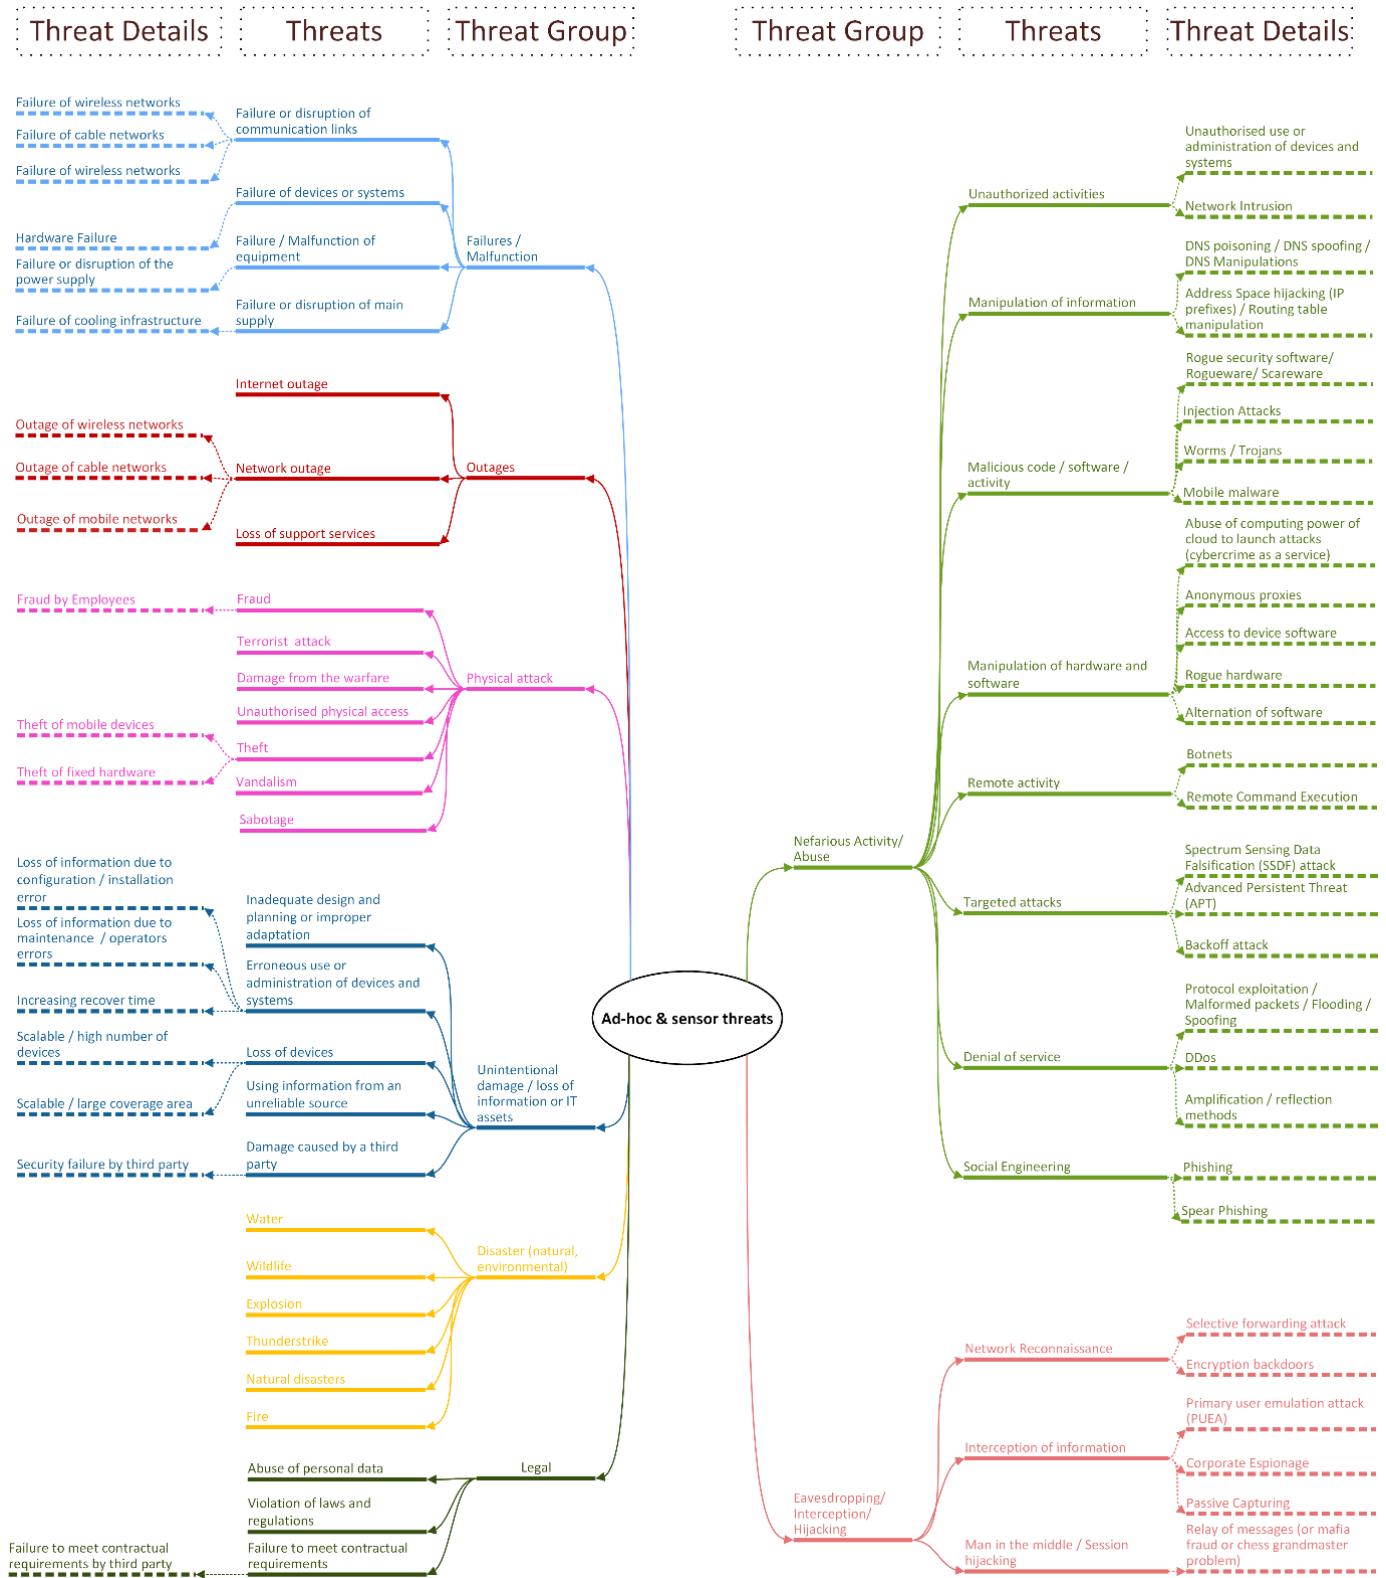 Threat Details
Threats
Threat Group
Threat Group
Threats
Threat Details
Failure of wireless networks
Failure of cable networks
Failure of wireless networks
Hardware Failure
Failure or disruption of the
power supply
Failure of cooling infrastructure
Failure or disruption of
communication links
Failure of devices or systems
Failure / Malfunction of
equipment
Failure or disruption of main
supply
Failures /
Malfunction
Outage of wireless networks
Outage of cable networks
Outage of mobile networks
Internet outage
Network outage
Loss of support services
Outages
Fraud by Employees
Theft of mobile devices
Theft of fixed hardware
Fraud
Terrorist attack
Damage from the warfare
Unauthorised physical access
Theft
Vandalism
Sabotage
Physical attack
Loss of information due to
configuration / installation
error
Loss of information due to
maintenance / operators
errors
Increasing recover time
Scalable / high number of
devices
Scalable / large coverage area
Security failure by third party
Inadequate design and
planning or improper
adaptation
Erroneous use or
administration of devices and
systems
Loss of devices
Using information from an
unreliable source
Damage caused by a third
party
Unintentional
damage / loss of
information or IT
assets
Water
Wildlife
Explosion
Thunderstrike
Natural disasters
Fire
Disaster (natural,
environmental)
Abuse of personal data
Violation of laws and
regulations
Failure to meet contractual
requirements
Failure to meet contractual
requirements by third party
Legal
Ad-hoc & sensor threats
Nefarious Activity/
Abuse
Unauthorized activities
Manipulation of information
Malicious code / software /
activity
Manipulation of hardware and
software
Remote activity
Targeted attacks
Denial of service
Social Engineering
Unauthorised use or
administration of devices and
systems
Network Intrusion
DNS poisoning / DNS spoofing /
DNS Manipulations
Address Space hijacking (IP
prefixes) / Routing table
manipulation
Rogue security software/
Rogueware/ Scareware
Injection Attacks
Worms / Trojans
Mobile malware
Abuse of computing power of
cloud to launch attacks
(cybercrime as a service)
Anonymous proxies
Access to device software
Rogue hardware
Alternation of software
Botnets
Remote Command Execution
Spectrum Sensing Data
Falsification (SSDF) attack
Advanced Persistent Threat
(APT)
Backoff attack
Protocol exploitation /
Malformed packets / Flooding /
Spoofing
DDos
Amplification / reflection
methods
Phishing
Spear Phishing
Eavesdropping/
Interception/
Hijacking
Network Reconnaissance
Interception of information
Man in the middle / Session
hijacking
Selective forwarding attack
Encryption backdoors
Primary user emulation attack
(PUEA)
Corporate Espionage
Passive Capturing
Relay of messages (or mafia
fraud or chess grandmaster
problem)